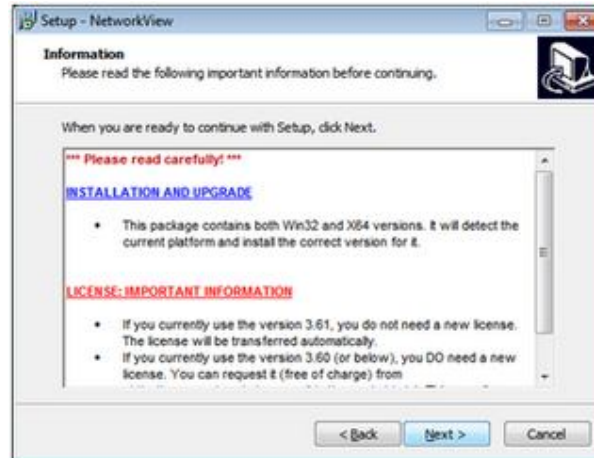 Setup - NetworkView
Information
Please read the following important information before continuing.
When you are ready to continue with Setup, click Next.
*** Please read carefully! ***
INSTALLATION AND UPGRADE
• This package contains both Win32 and X64 versions. It will detect the
current platform and install the correct version for it.
LICENSE: IMPORTANT INFORMATION
• If you currently use the version 3.61, you do not need a new license.
The license will be transferred automatically.
• If you currently use the version 3.60 (or below), you DO need a new
license. You can request it (free of charge) from
< Back
Next >
Cancel